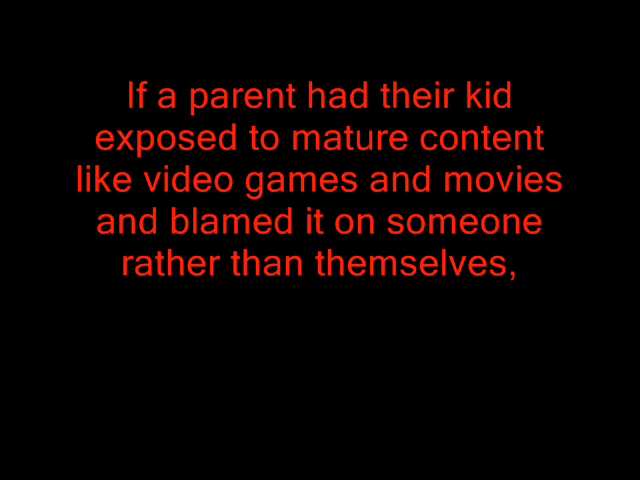 If a parent had their kid
exposed to mature content
like video games and movies
and blamed it on someone
rather than themselves,